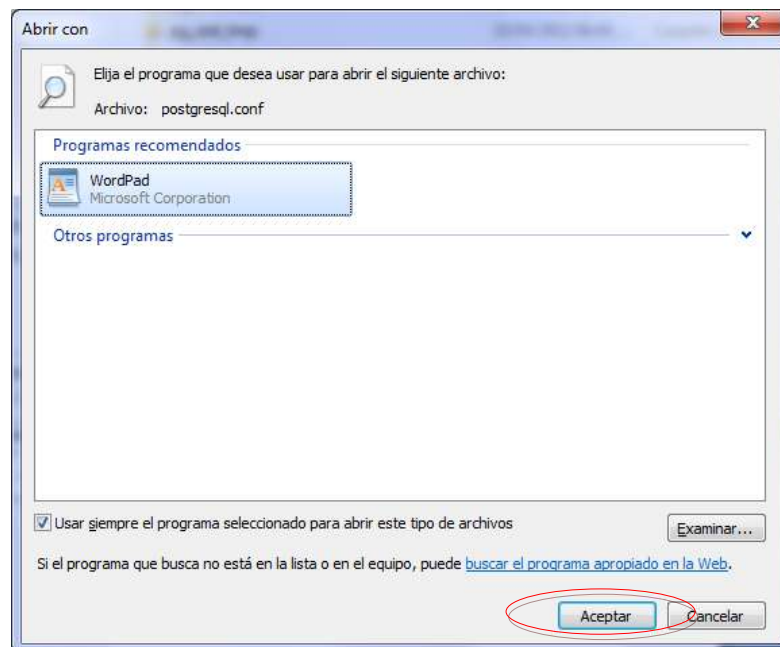 Abrir con
Elija el programa que desea usar para abrir el siguiente archivo:
Archivo: postgresql.conf
Programas recomendados
WordPad
Microsoft Corporation
Otros programas
Usar siempre el programa seleccionado para abrir este tipo de archivos
Examinar...
Si el programa que busca no está en la lista o en el equipo, puede buscar el programa apropiado en la Web.
Aceptar
Cancelar